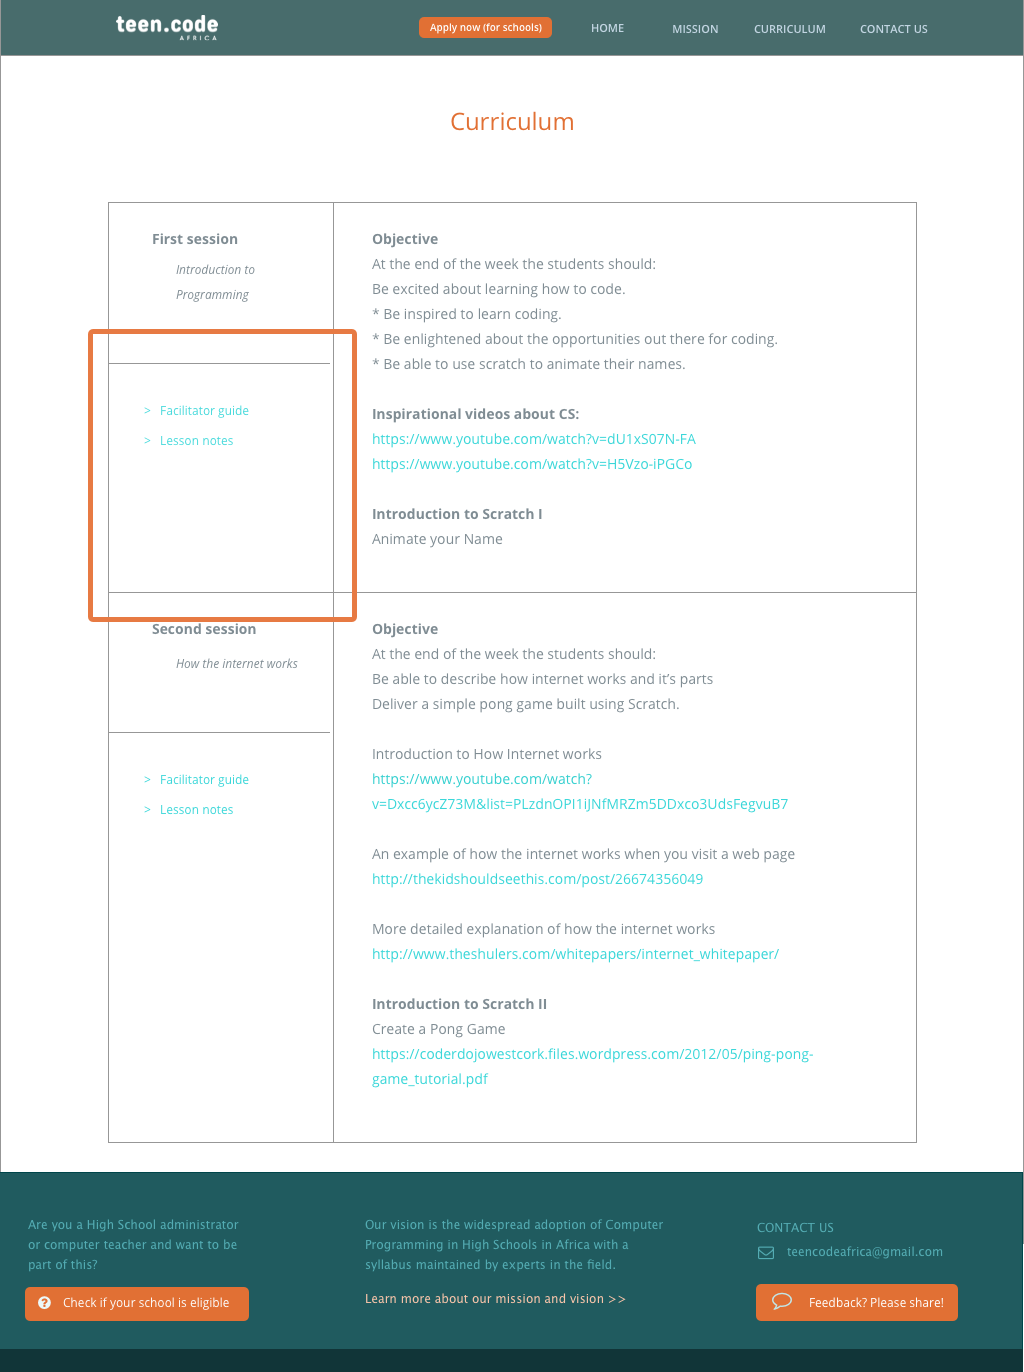 teen.code
AFRICA
Apply now (for schools)
HOME
MISSION
CURRICULUM
CONTACT US
Curriculum
First session
Introduction to
Programming
> Facilitator guide
> Lesson notes
Objective
At the end of the week the students should:
Be excited about learning how to code.
* Be inspired to learn coding.
* Be enlightened about the opportunities out there for coding.
* Be able to use scratch to animate their names.
Inspirational videos about CS:
https://www.youtube.com/watch?v=dU1xS07N-FA
https://www.youtube.com/watch?v=H5Vzo-iPGCo
Introduction to Scratch I
Animate your Name
Second session
How the internet works
> Facilitator guide
> Lesson notes
Objective
At the end of the week the students should:
Be able to describe how internet works and it’s parts
Deliver a simple pong game built using Scratch.
Introduction to How Internet works
https://www.youtube.com/watch?
v=Dxcc6ycZ73M&list=PLzdnOPI1iJNfMRZm5DDxco3UdsFegvuB7
An example of how the internet works when you visit a web page
http://thekidshouldseethis.com/post/26674356049
More detailed explanation of how the internet works
http://www.theshulers.com/whitepapers/internet_whitepaper/
Introduction to Scratch II
Create a Pong Game
https://coderdojowestcork.files.wordpress.com/2012/05/ping-pong-
game_tutorial.pdf
Are you a High School administrator
or computer teacher and want to be
part of this?
Check if your school is eligible
Our vision is the widespread adoption of Computer
Programming in High Schools in Africa with a
syllabus maintained by experts in the field.
Learn more about our mission and vision >>
CONTACT US
teencodeafrica@gmail.com
Feedback? Please share!